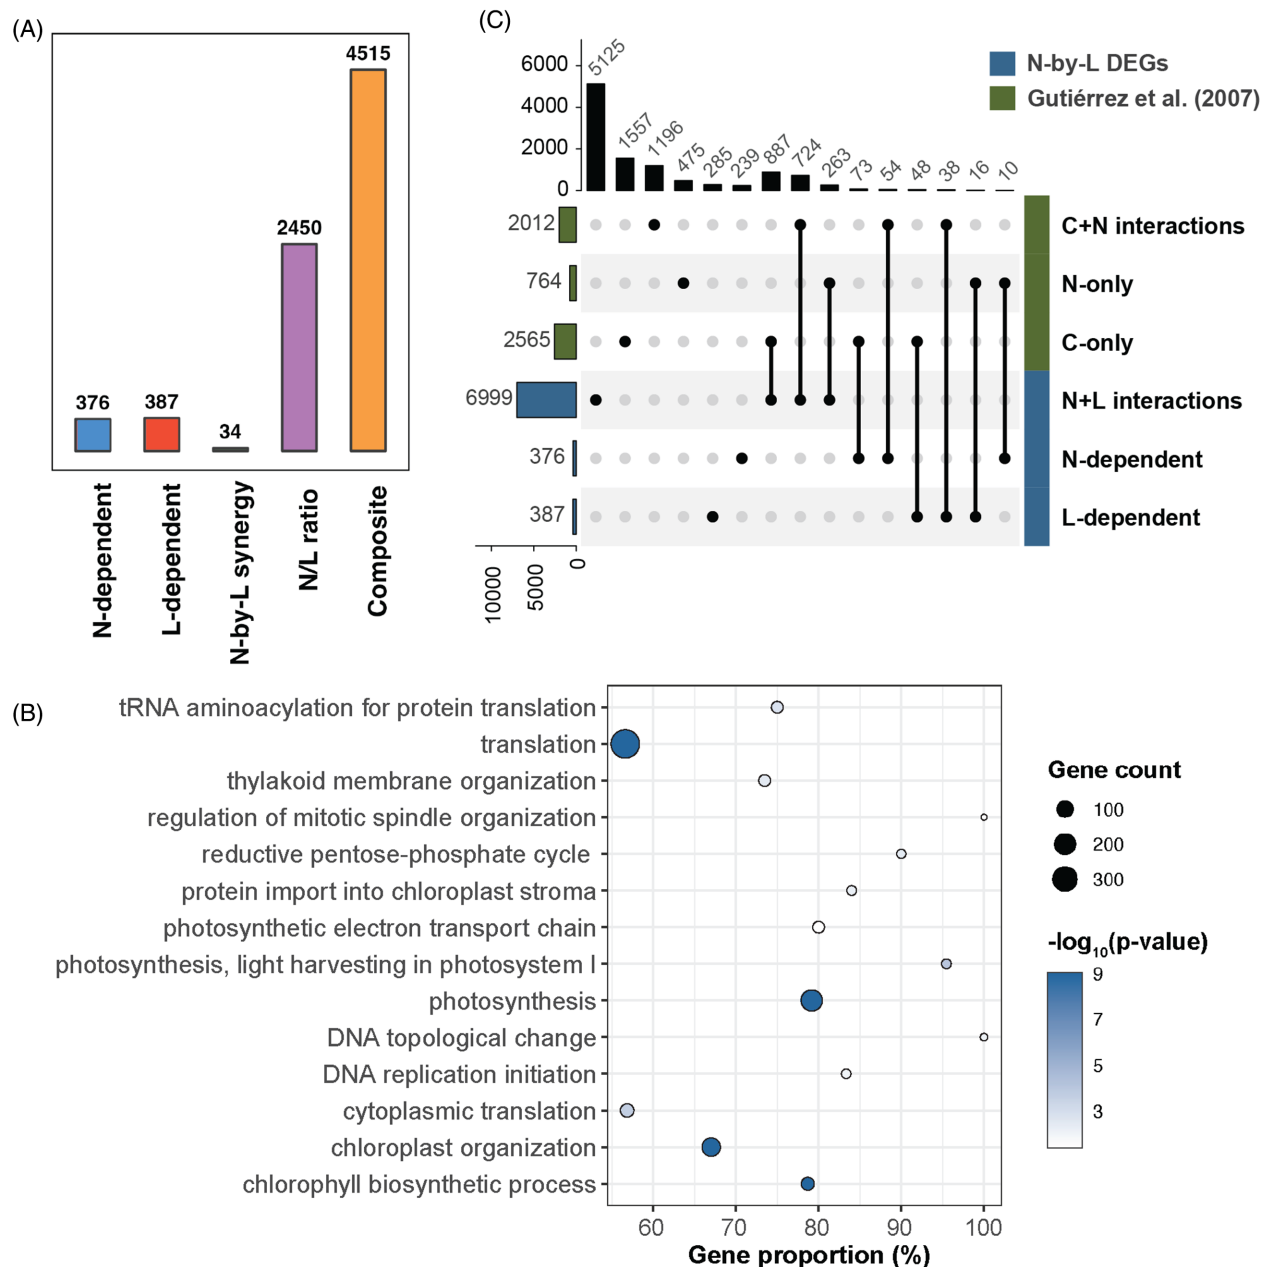 (A)
376
387
34
2450
4515
N-dependent
L-dependent
N-by-L synergy
N/L ratio
Composite
(C)
6000
4000
2000
0
5125
1557
1196
475
285
239
887
724
263
73
54
48
38
16
10
N-by-L DEGs
Gutiérrez et al. (2007)
2012
C+N interactions
764
N-only
2565
C-only
6999
N+L interactions
376
N-dependent
387
L-dependent
10000
5000
0
(B)
tRNA aminoacylation for protein translation
translation
thylakoid membrane organization
regulation of mitotic spindle organization
reductive pentose-phosphate cycle
protein import into chloroplast stroma
photosynthetic electron transport chain
photosynthesis, light harvesting in photosystem I
photosynthesis
DNA topological change
DNA replication initiation
cytoplasmic translation
chloroplast organization
chlorophyll biosynthetic process
60 70 80 90 100
Gene proportion (%)
Gene count
100
200
300
-log10(p-value)
9
7
5
3